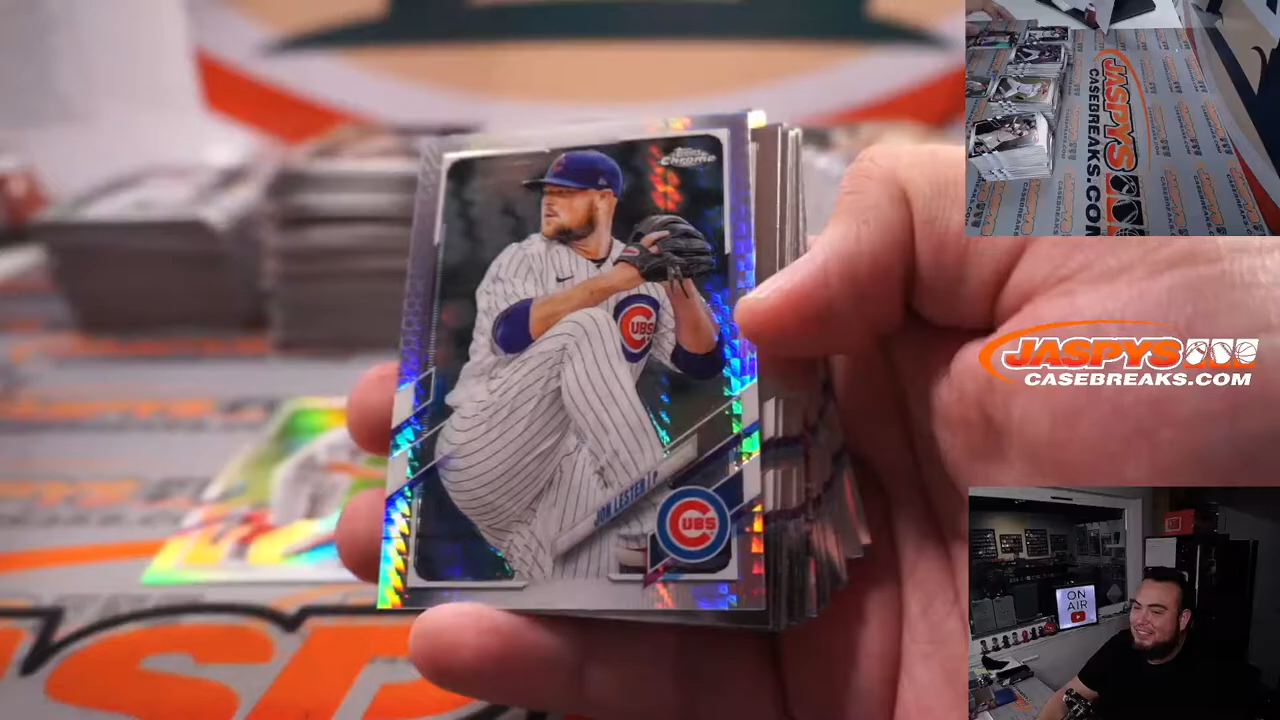 Topps
Chrome
CUBS
JON LESTER | P
CUBS
JASPYS
CASEBREAKS.COM
JASPYS
CASEBREAKS.COM
ON
AIR